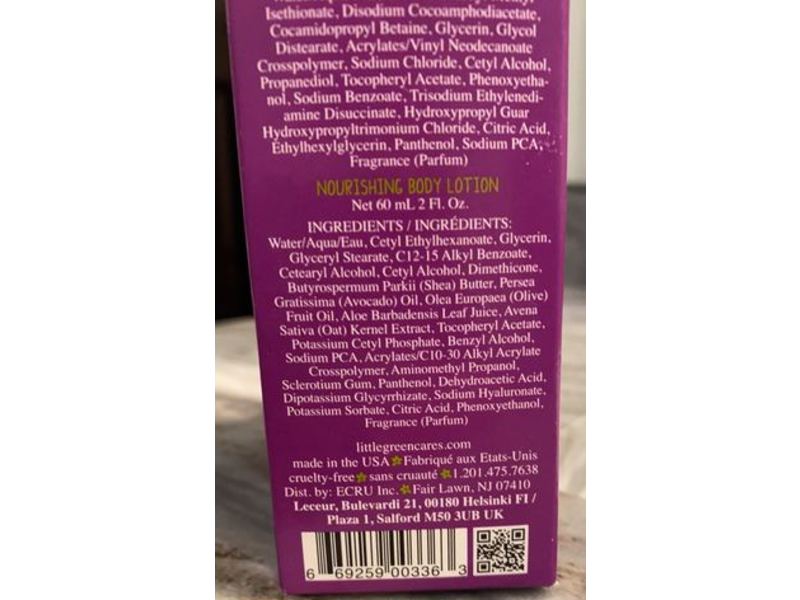 Isethionate, Disodium Cocoamphodiacetate,
Cocamidopropyl Betaine, Glycerin, Glycol
Distearate, Acrylates/Vinyl Neodecanoate
Crosspolymer, Sodium Chloride, Cetyl Alcohol,
Propanediol, Tocopheryl Acetate, Phenoxyetha-
nol, Sodium Benzoate, Trisodium Ethylenedi-
amine Disuccinate, Hydroxypropyl Guar
Hydroxypropyltrimonium Chloride, Citric Acid,
Ethylhexylglycerin, Panthenol, Sodium PCA,
Fragrance (Parfum)
NOURISHING BODY LOTION
Net 60 mL 2 Fl. Oz.
INGREDIENTS / INGRÉDIENTS:
Water/Aqua/Eau, Cetyl Ethylhexanoate, Glycerin,
Glyceryl Stearate, C12-15 Alkyl Benzoate,
Cetearyl Alcohol, Cetyl Alcohol, Dimethicone,
Butyrospermum Parkii (Shea) Butter, Persea
Gratissima (Avocado) Oil, Olea Europaea (Olive)
Fruit Oil, Aloe Barbadensis Leaf Juice, Avena
Sativa (Oat) Kernel Extract, Tocopheryl Acetate,
Potassium Cetyl Phosphate, Benzyl Alcohol,
Sodium PCA, Acrylates/C10-30 Alkyl Acrylate
Crosspolymer, Aminomethyl Propanol,
Sclerotium Gum, Panthenol, Dehydroacetic Acid,
Dipotassium Glycyrrhizate, Sodium Hyaluronate,
Potassium Sorbate, Citric Acid, Phenoxyethanol,
Fragrance (Parfum)
littlegreencares.com
made in the USA Fabriqué aux Etats-Unis
cruelty-free sans cruauté 1.201.475.7638
Dist. by: ECRU Inc. Fair Lawn, NJ 07410
Leceur, Bulevardi 21, 00180 Helsinki FI /
Plaza 1, Salford M50 3UB UK
6 69259 00336 3